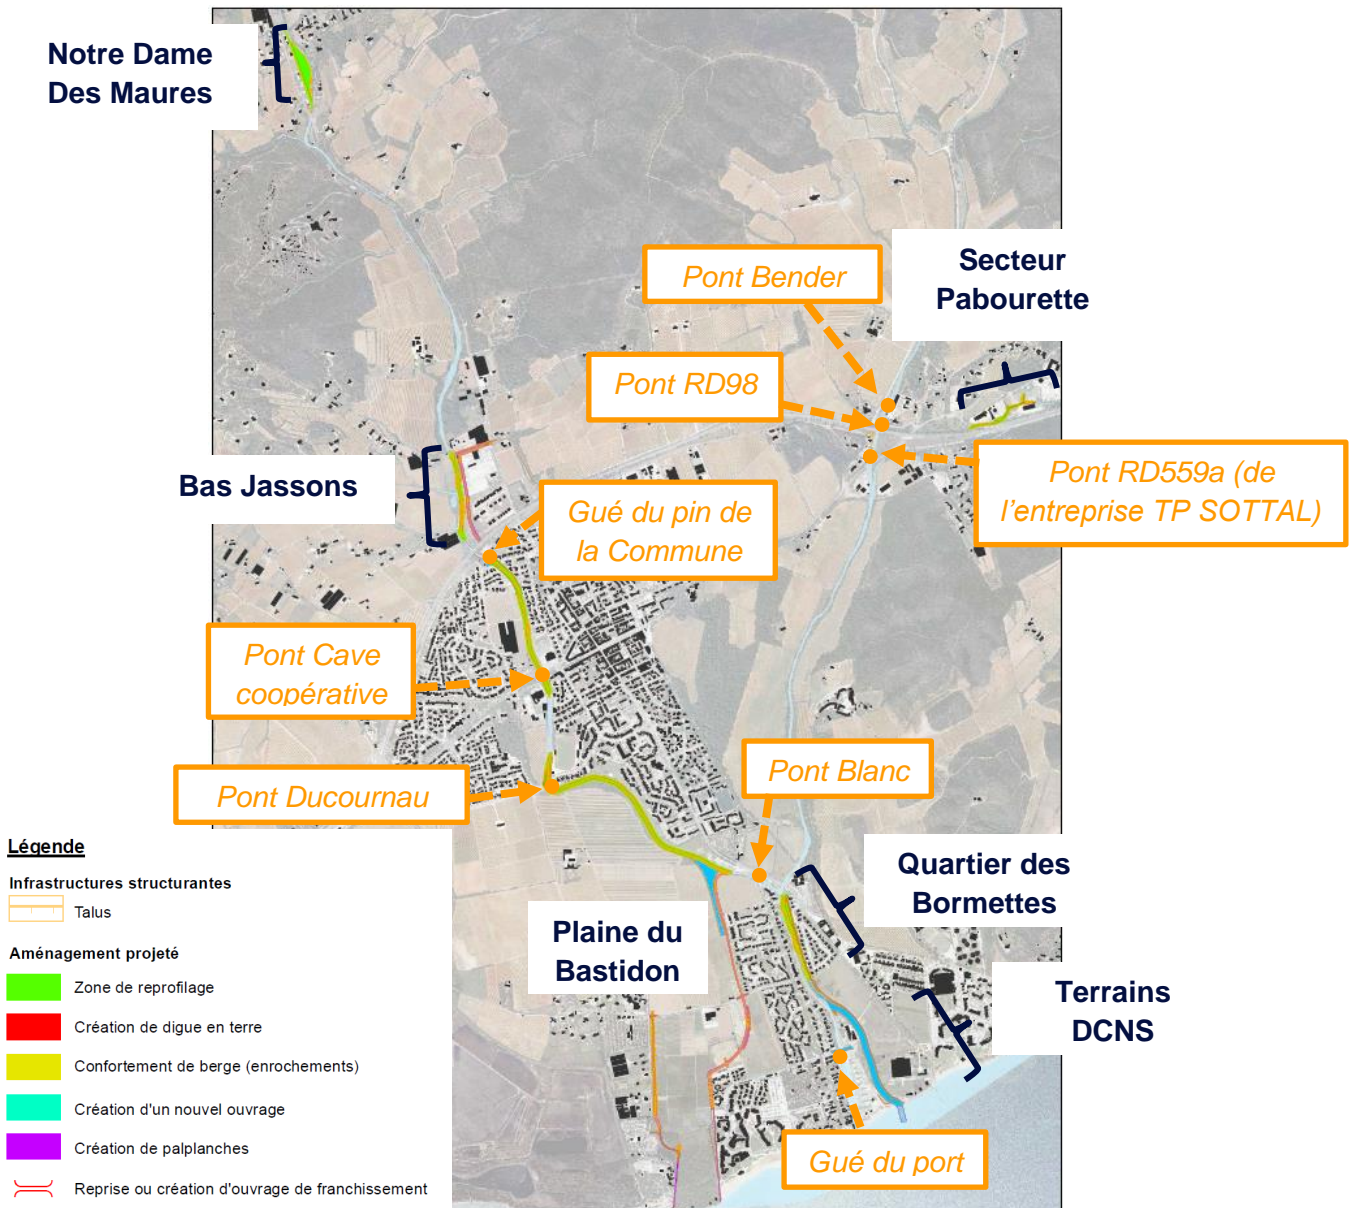 Notre Dame
Des Maures
Pont Bender
Secteur
Pabourette
Pont RD98
Pont RD559a (de
l’entreprise TP SOTTAL)
Bas Jassons
Gué du pin de
la Commune
Pont Cave
coopérative
Pont Ducournau
Pont Blanc
Quartier des
Bormettes
Plaine du
Bastidon
Terrains
DCNS
Gué du port
Légende
Infrastructures structurantes
Talus
Aménagement projeté
Zone de reprofilage
Création de digue en terre
Confortement de berge (enrochements)
Création d'un nouvel ouvrage
Création de palplanches
Reprise ou création d'ouvrage de franchissement